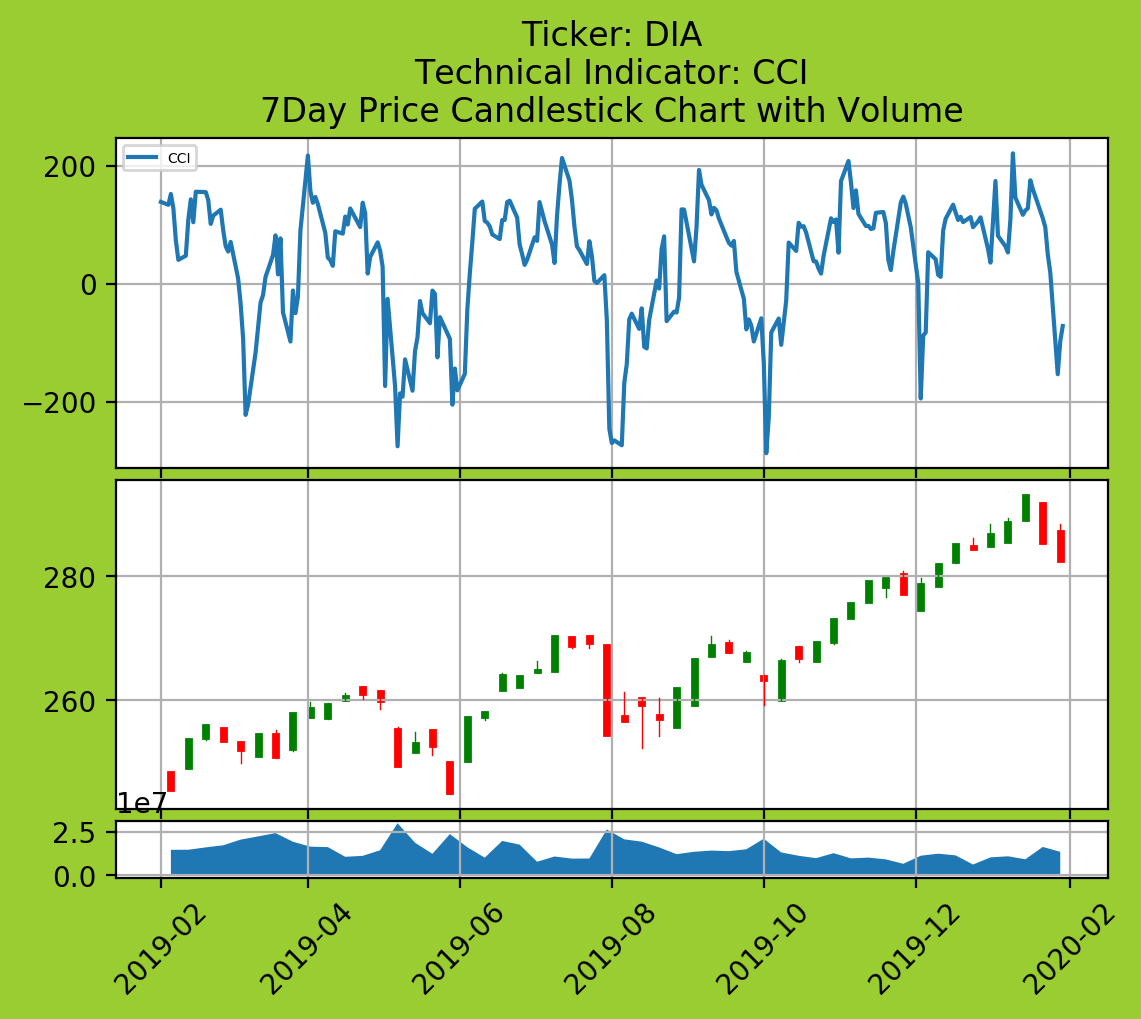 Ticker: DIA
Technical Indicator: CCI
7Day Price Candlestick Chart with Volume
CCI
200
0
−200
280
260
1e7
2.5
0.0
2019-02
2019-04
2019-06
2019-08
2019-10
2019-12
2020-02